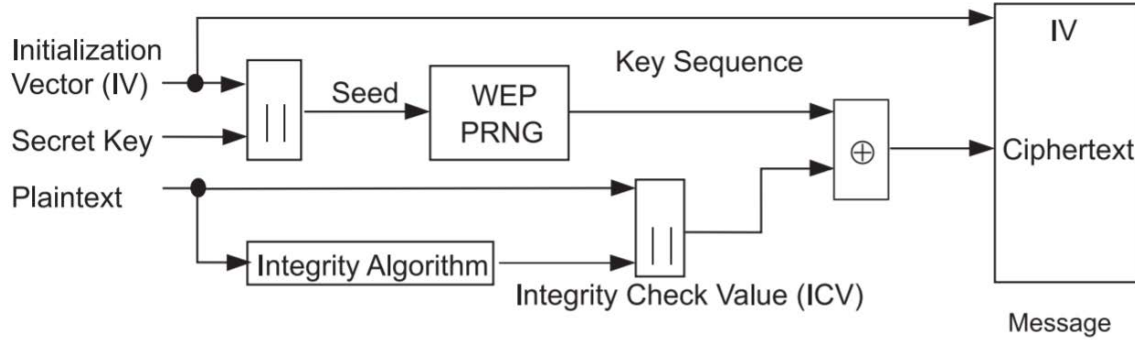 Initialization
Vector (IV)
Secret Key
Plaintext
||
Seed
WEP
PRNG
Key Sequence
Integrity Algorithm
||
Integrity Check Value (ICV)
⊕
IV
Ciphertext
Message